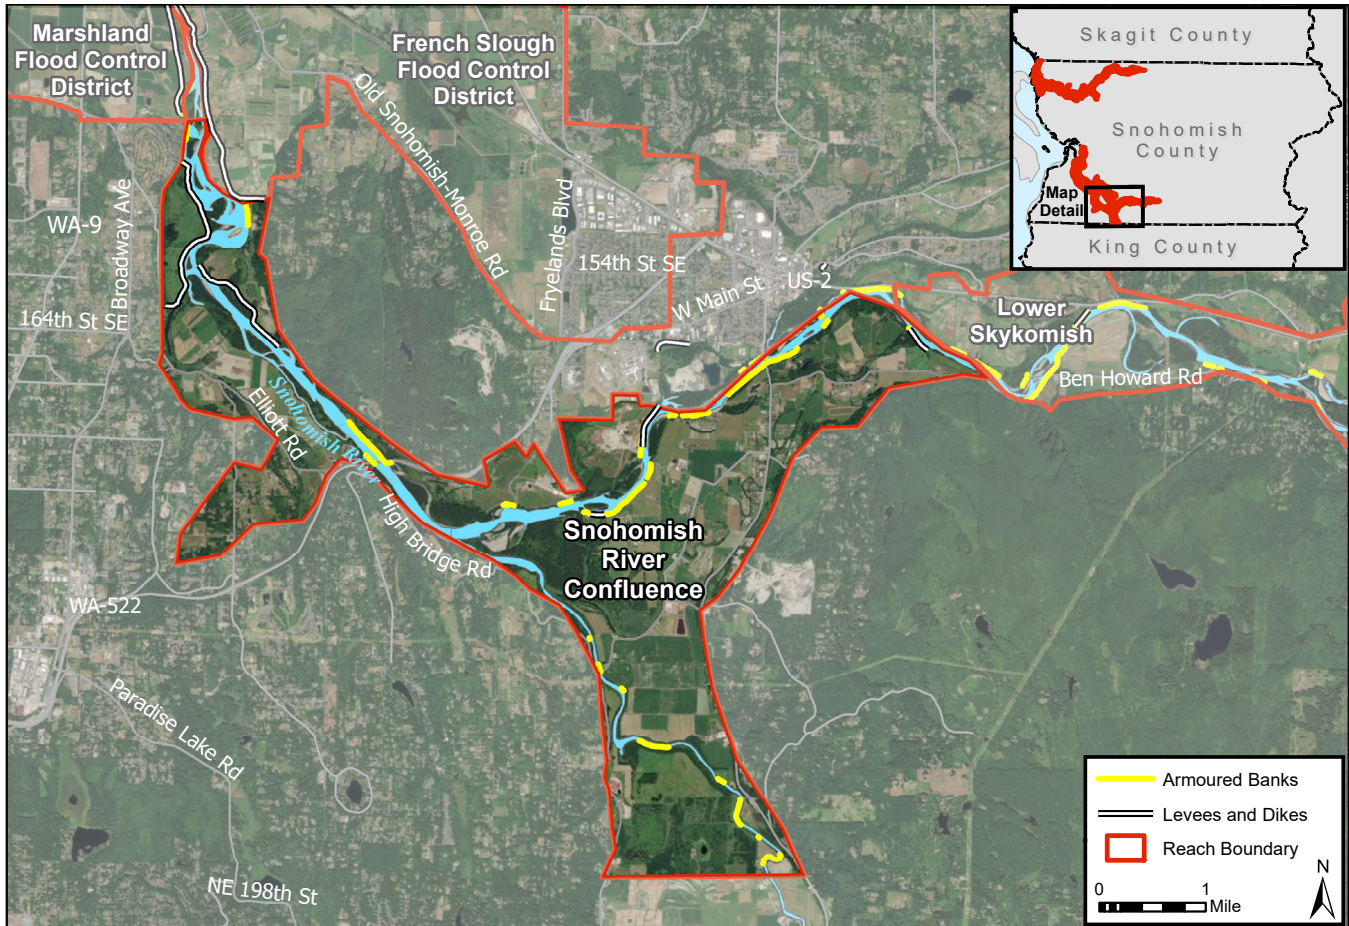 Marshland
Flood Control
District
French Slough
Flood Control
District
Old Snohomish-Monroe Rd
WA-9
Broadway Ave
164th St SE
Fryelands Blvd
154th St SE
W Main St
US-2
Lower
Skykomish
Ben Howard Rd
Snohomish River
Elliott Rd
High Bridge Rd
Snohomish
River
Confluence
WA-522
Paradise Lake Rd
NE 198th St
Skagit County
Snohomish
County
Map
Detail
King County
Armoured Banks
Levees and Dikes
Reach Boundary
0 1
Mile
N